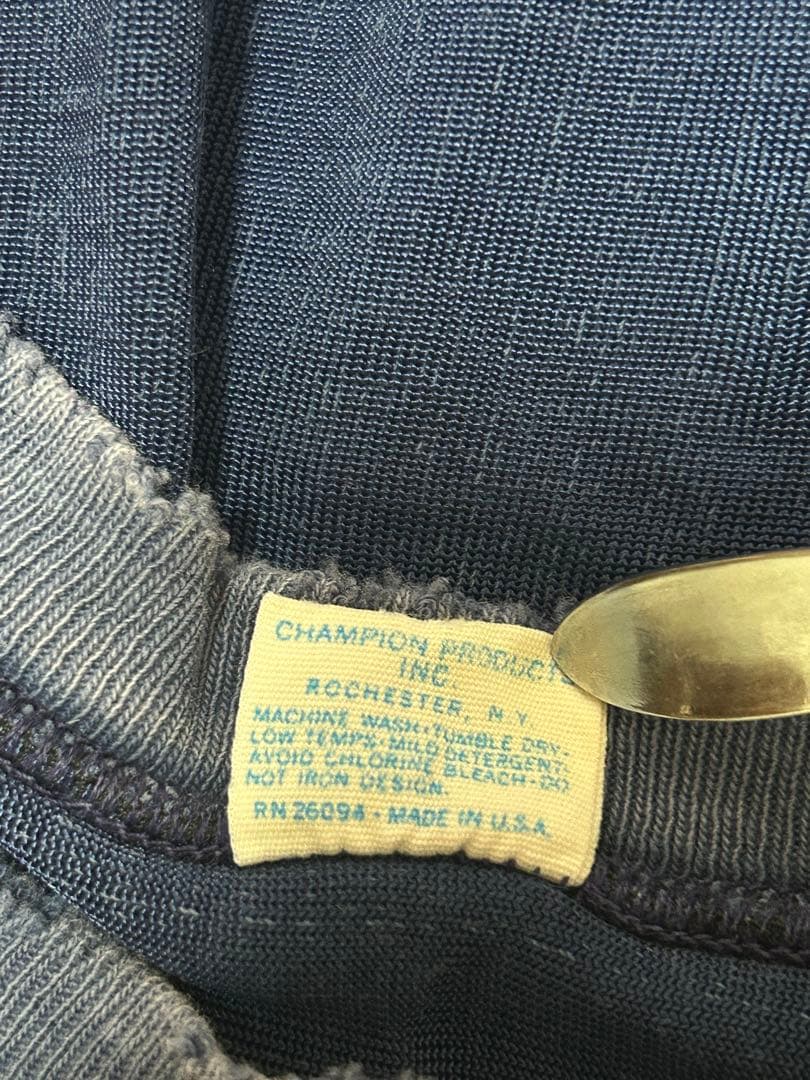 CHAMPION PRODUCT
INC.
ROCHESTER, N.Y.
MACHINE WASH·TUMBLE DRY-
LOW TEMPS·MILD DETERGENT.
AVOID CHLORINE BLEACH-DO
NOT IRON DESIGN.
RN 26094 · MADE IN U.S.A.